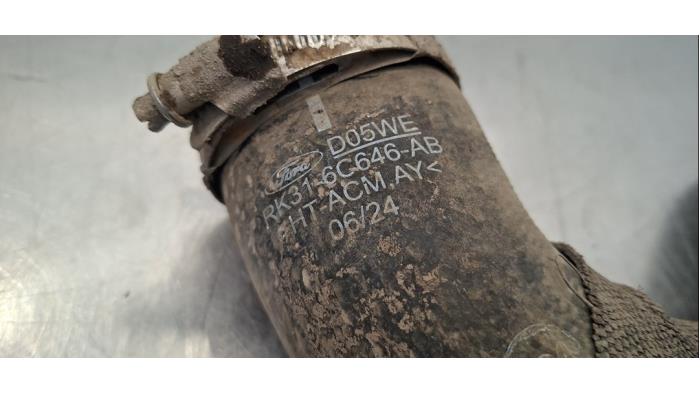 D05WE
Ford
RK31-6C646-AB
HT-ACM,AY<
06/24